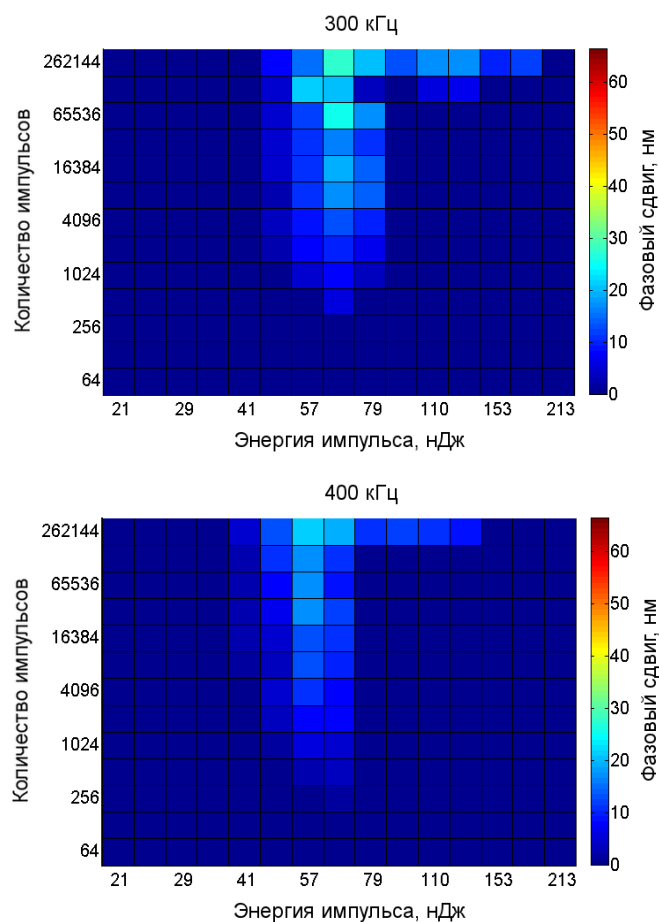 300 кГц
262144
65536
16384
4096
1024
256
64
Количество импульсов
21 29 41 57 79 110 153 213
Энергия импульса, нДж
60
50
40
30
20
10
0
Фазовый сдвиг, нм
400 кГц
262144
65536
16384
4096
1024
256
64
Количество импульсов
21 29 41 57 79 110 153 213
Энергия импульса, нДж
60
50
40
30
20
10
0
Фазовый сдвиг, нм